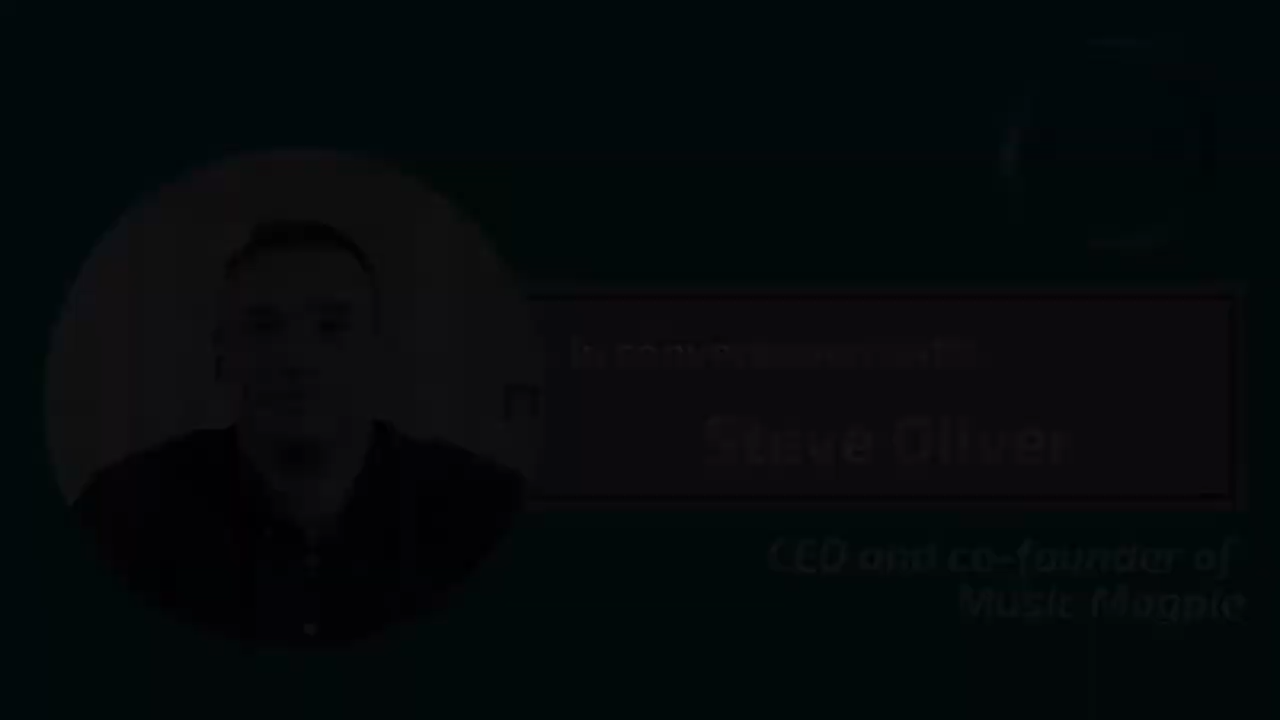 In conversation with
Steve Oliver
CEO and co-founder of
Music Magpie